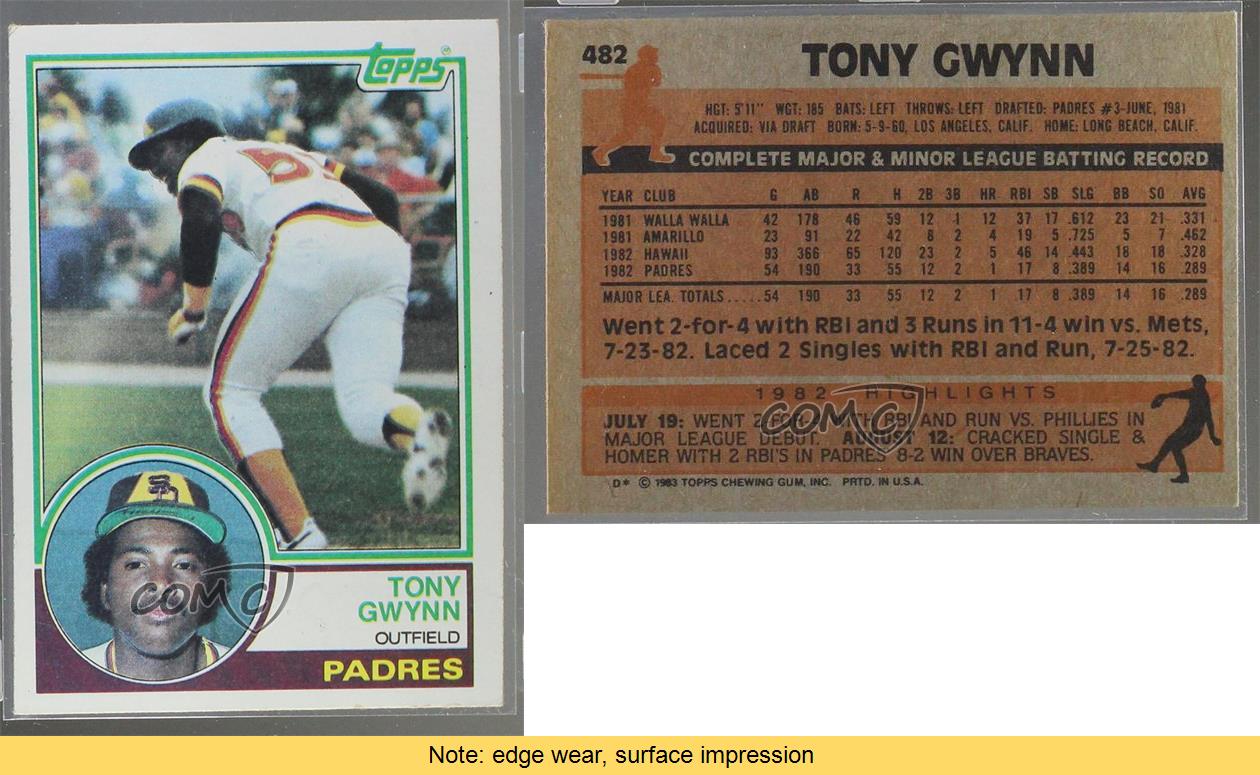 topps
TONY
GWYNN
OUTFIELD
PADRES
COMC
482
TONY GWYNN
HGT: 5'11" WGT: 185 BATS: LEFT THROWS: LEFT DRAFTED: PADRES #3-JUNE, 1981
ACQUIRED: VIA DRAFT BORN: 5-9-60, LOS ANGELES, CALIF. HOME: LONG BEACH, CALIF.
COMPLETE MAJOR & MINOR LEAGUE BATTING RECORD
YEAR CLUB G AB R H 2B 3B HR RBI SB SLG BB SO AVG
1981 WALLA WALLA 42 178 46 59 12 1 12 37 17 .612 23 21 .331
1981 AMARILLO 23 91 22 42 8 2 4 19 5 .725 5 7 .462
1982 HAWAII 93 366 65 120 23 2 5 46 14 .443 18 18 .328
1982 PADRES 54 190 33 55 12 2 1 17 8 .389 14 16 .289
MAJOR LEA. TOTALS.....54 190 33 55 12 2 1 17 8 .389 14 16 .289
Went 2-for-4 with RBI and 3 Runs in 11-4 win vs. Mets,
7-23-82. Laced 2 Singles with RBI and Run, 7-25-82.
1982 HIGHLIGHTS
JULY 19: WENT 2-FOR-4 WITH RBI AND RUN VS. PHILLIES IN
MAJOR LEAGUE DEBUT. AUGUST 12: CRACKED SINGLE &
HOMER WITH 2 RBI'S IN PADRES' 8-2 WIN OVER BRAVES.
COMC
D* © 1983 TOPPS CHEWING GUM, INC. PRTD. IN U.S.A.
Note: edge wear, surface impression